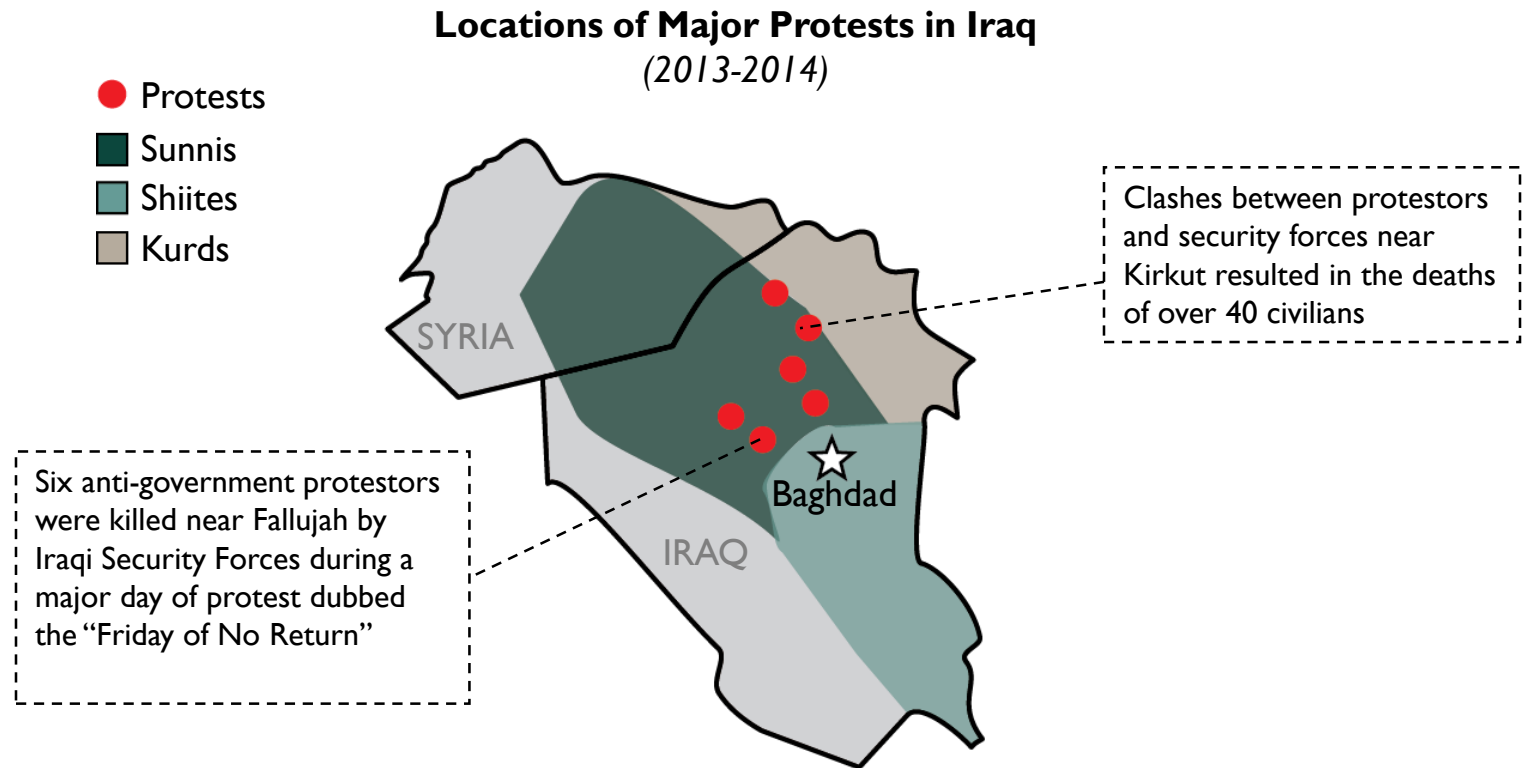 Locations of Major Protests in Iraq
(2013-2014)
Protests
Sunnis
Shiites
Kurds
Clashes between protestors
and security forces near
Kirkut resulted in the deaths
of over 40 civilians
SYRIA
Baghdad
IRAQ
Six anti-government protestors
were killed near Fallujah by
Iraqi Security Forces during a
major day of protest dubbed
the “Friday of No Return”